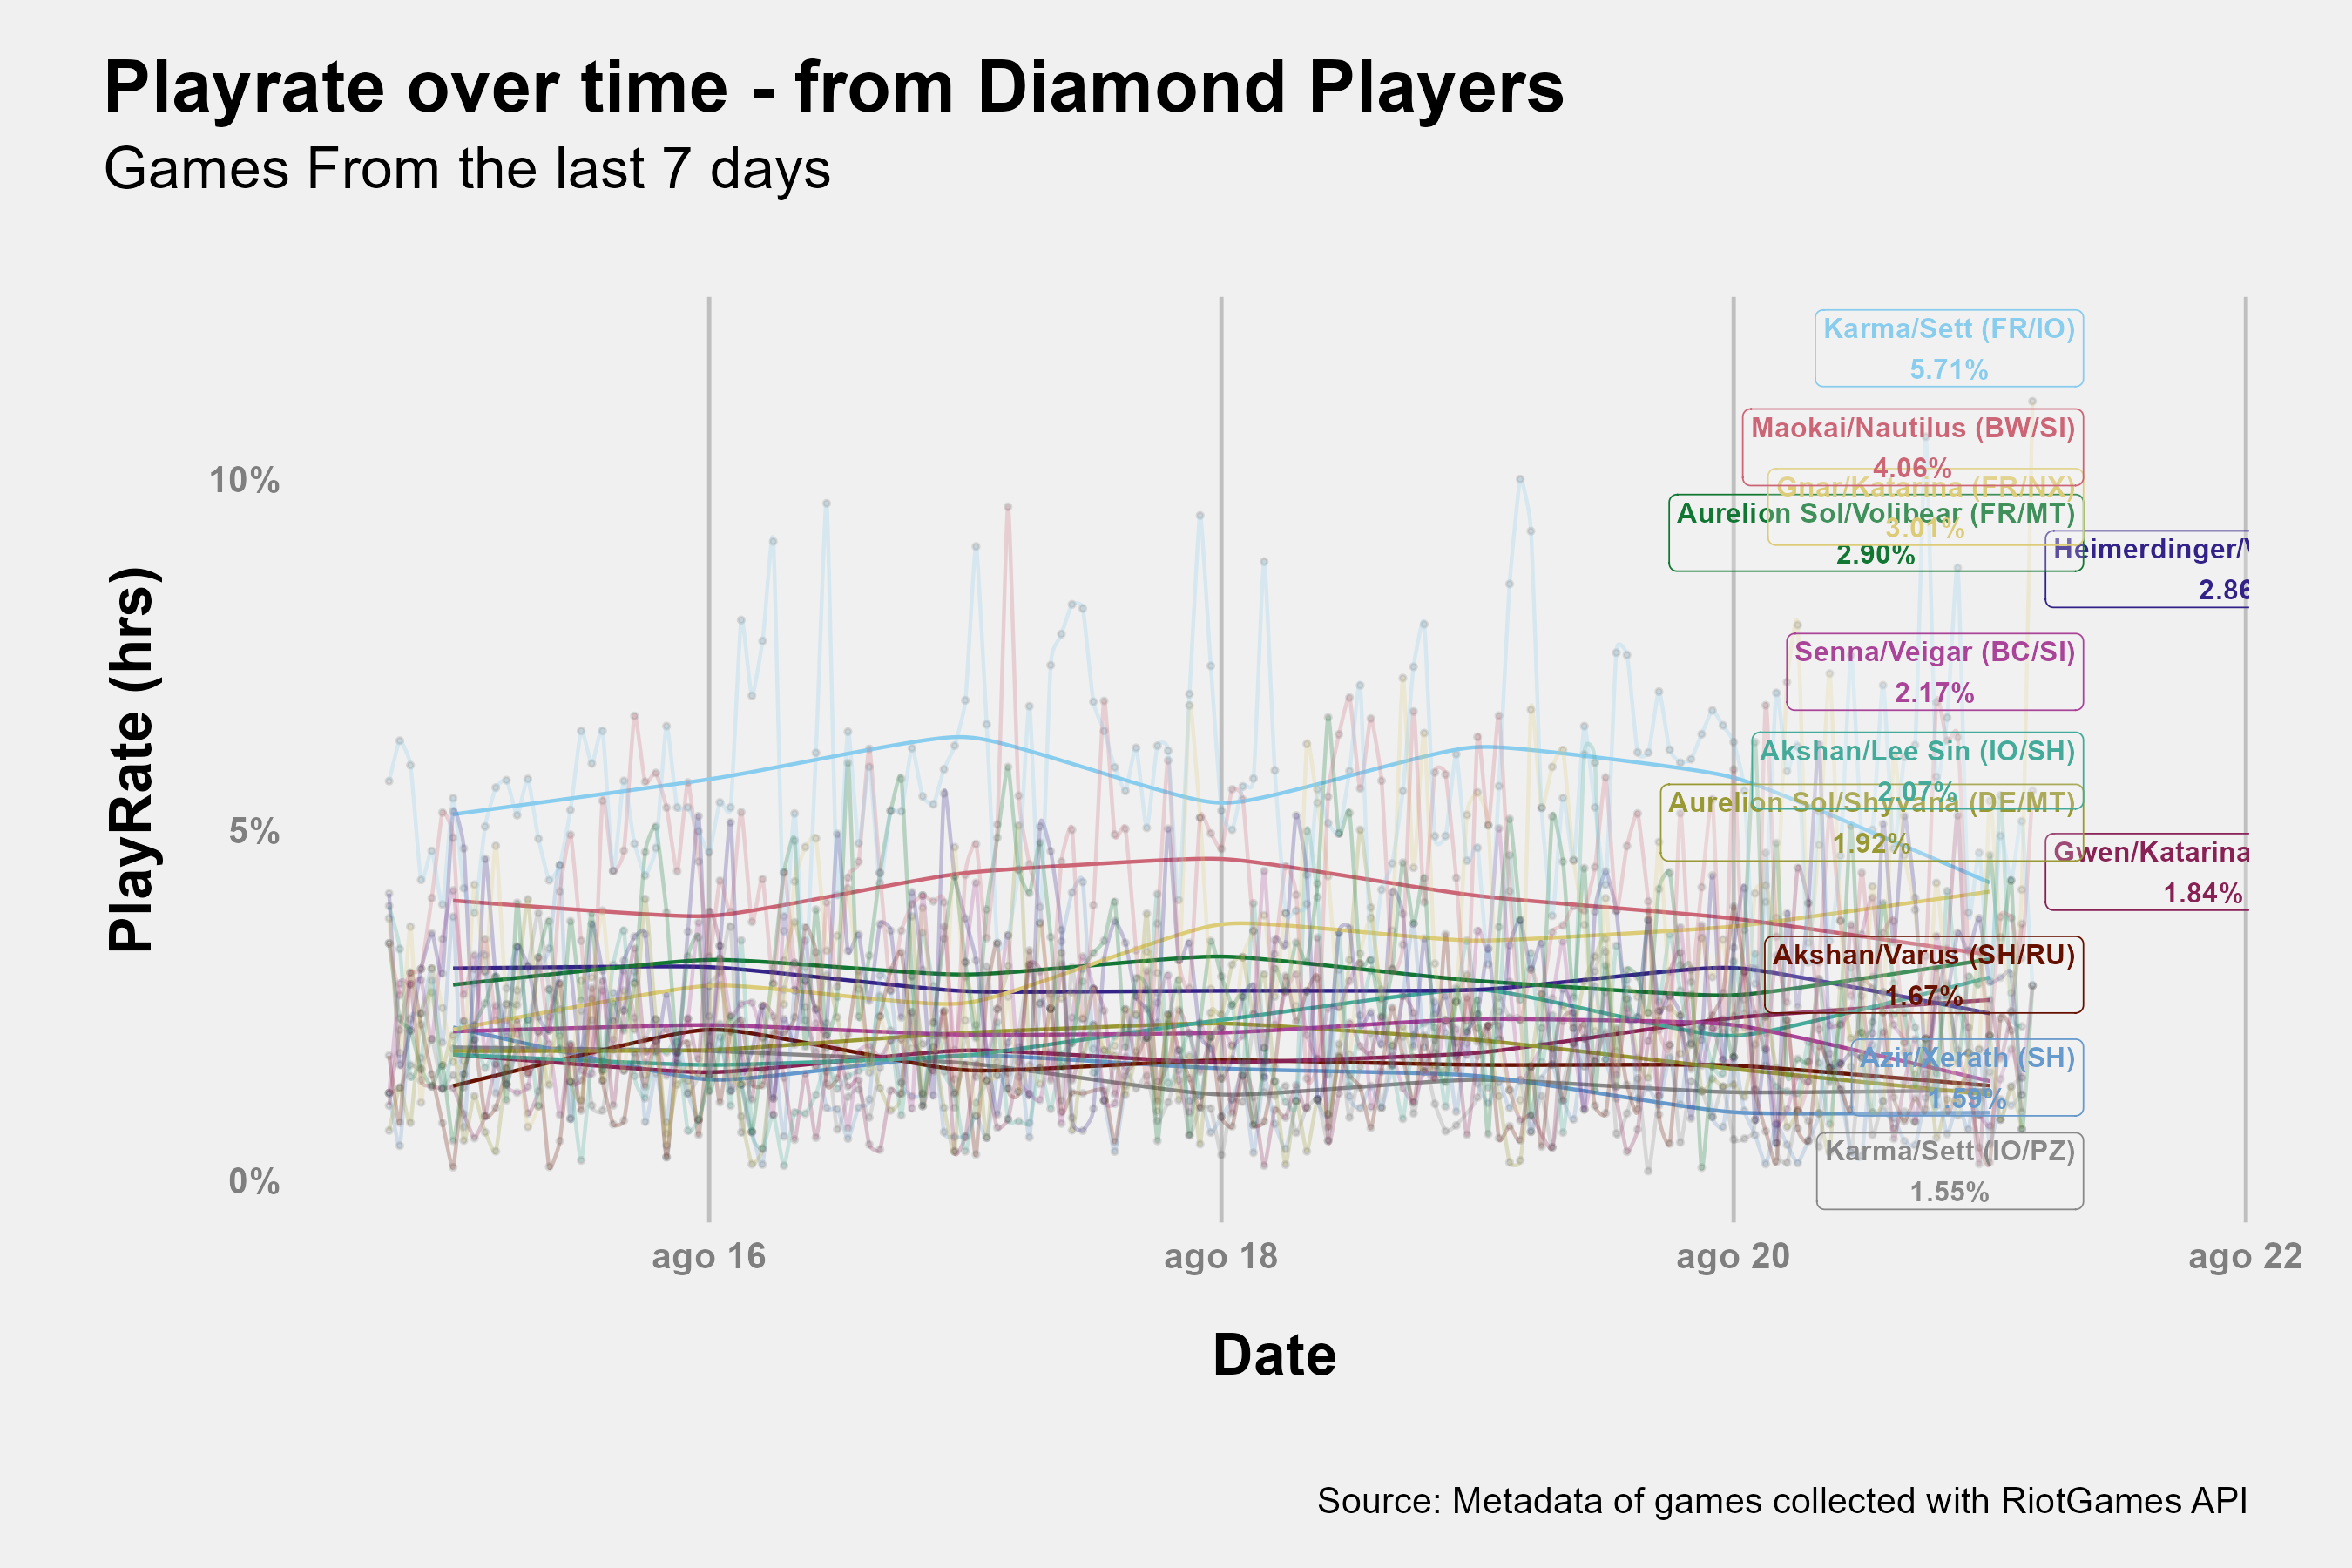 Playrate over time - from Diamond Players
Games From the last 7 days
PlayRate (hrs)
10%
5%
0%
Karma/Sett (FR/IO)
5.71%
Maokai/Nautilus (BW/SI)
4.06%
Gnar/Katarina (FR/NX)
3.01%
Aurelion Sol/Volibear (FR/MT)
2.90%
Heimerdinger/
2.86
Senna/Veigar (BC/SI)
2.17%
Akshan/Lee Sin (IO/SH)
2.07%
Aurelion Sol/Shyvana (DE/MT)
1.92%
Gwen/Katarina
1.84%
Akshan/Varus (SH/RU)
1.67%
Azir/Xerath (SH)
1.59%
Karma/Sett (IO/PZ)
1.55%
ago 16
ago 18
ago 20
ago 22
Date
Source: Metadata of games collected with RiotGames API